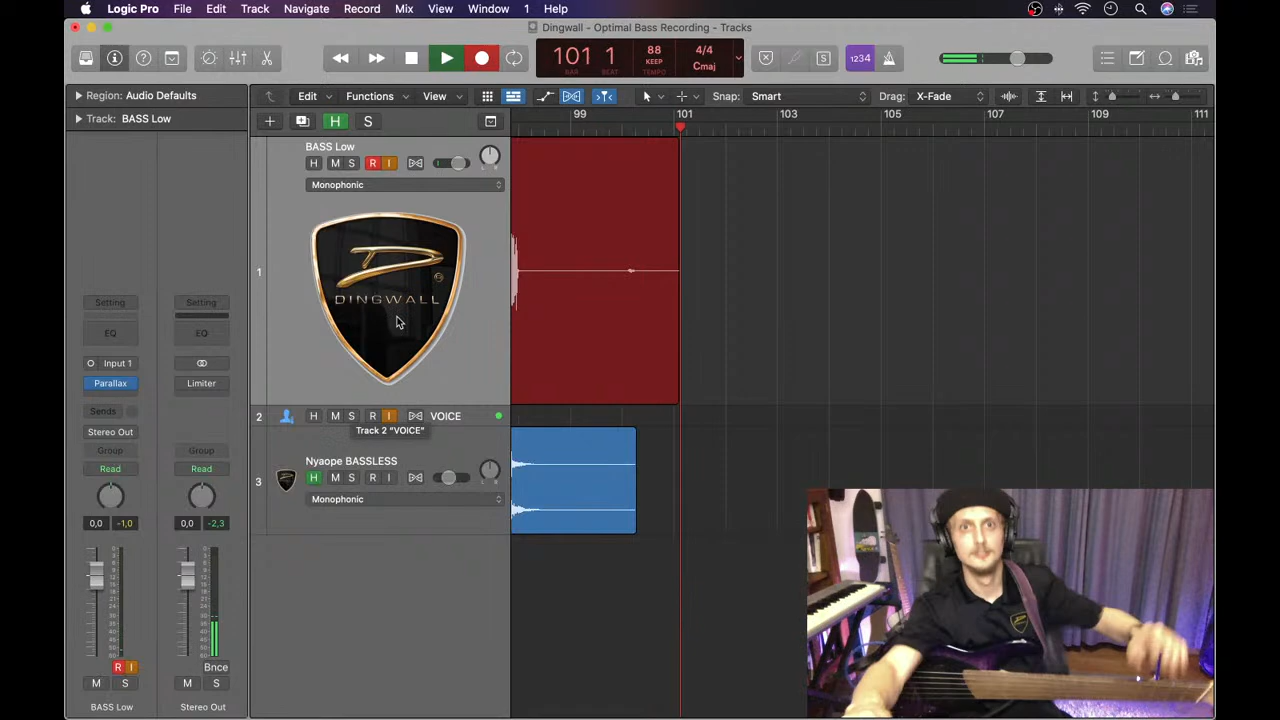 Logic Pro File Edit Track Navigate Record Mix View Window 1 Help
Dingwall - Optimal Bass Recording - Tracks
101 1 88 4/4
BAR BEAT KEEP TEMPO Cmaj
1234
Region: Audio Defaults
Edit Functions View Snap: Smart Drag: X-Fade
Track: BASS Low
H S
99 101 103 105 107 109 111
BASS Low
H M S R I
L R
Monophonic
1
DINGWALL
Setting Setting
EQ EQ
Input 1
Parallax Limiter
Sends
Stereo Out
Group Group
Read Read
0,0 -1,0 0,0 -2,3
2 H M S R I VOICE
Track 2 "VOICE"
Nyaope BASSLESS
3 H M S R I
Monophonic
R I Bnce
M S M S
BASS Low Stereo Out